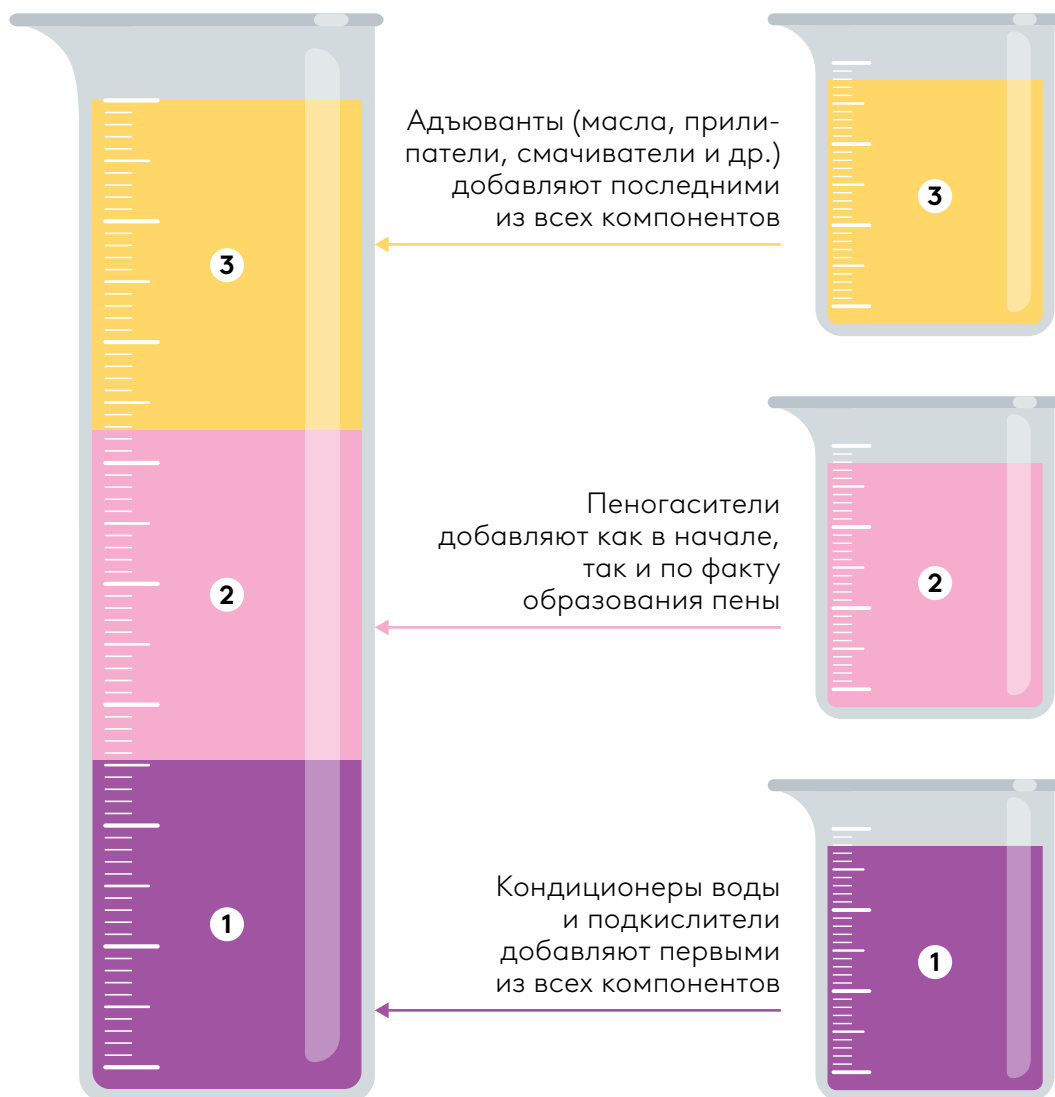 Адъюванты (масла, прили-
патели, смачиватели и др.)
добавляют последними
из всех компонентов
3
3
Пеногасители
добавляют как в начале,
так и по факту
образования пены
2
2
Кондиционеры воды
и подкислители
добавляют первыми
из всех компонентов
1
1